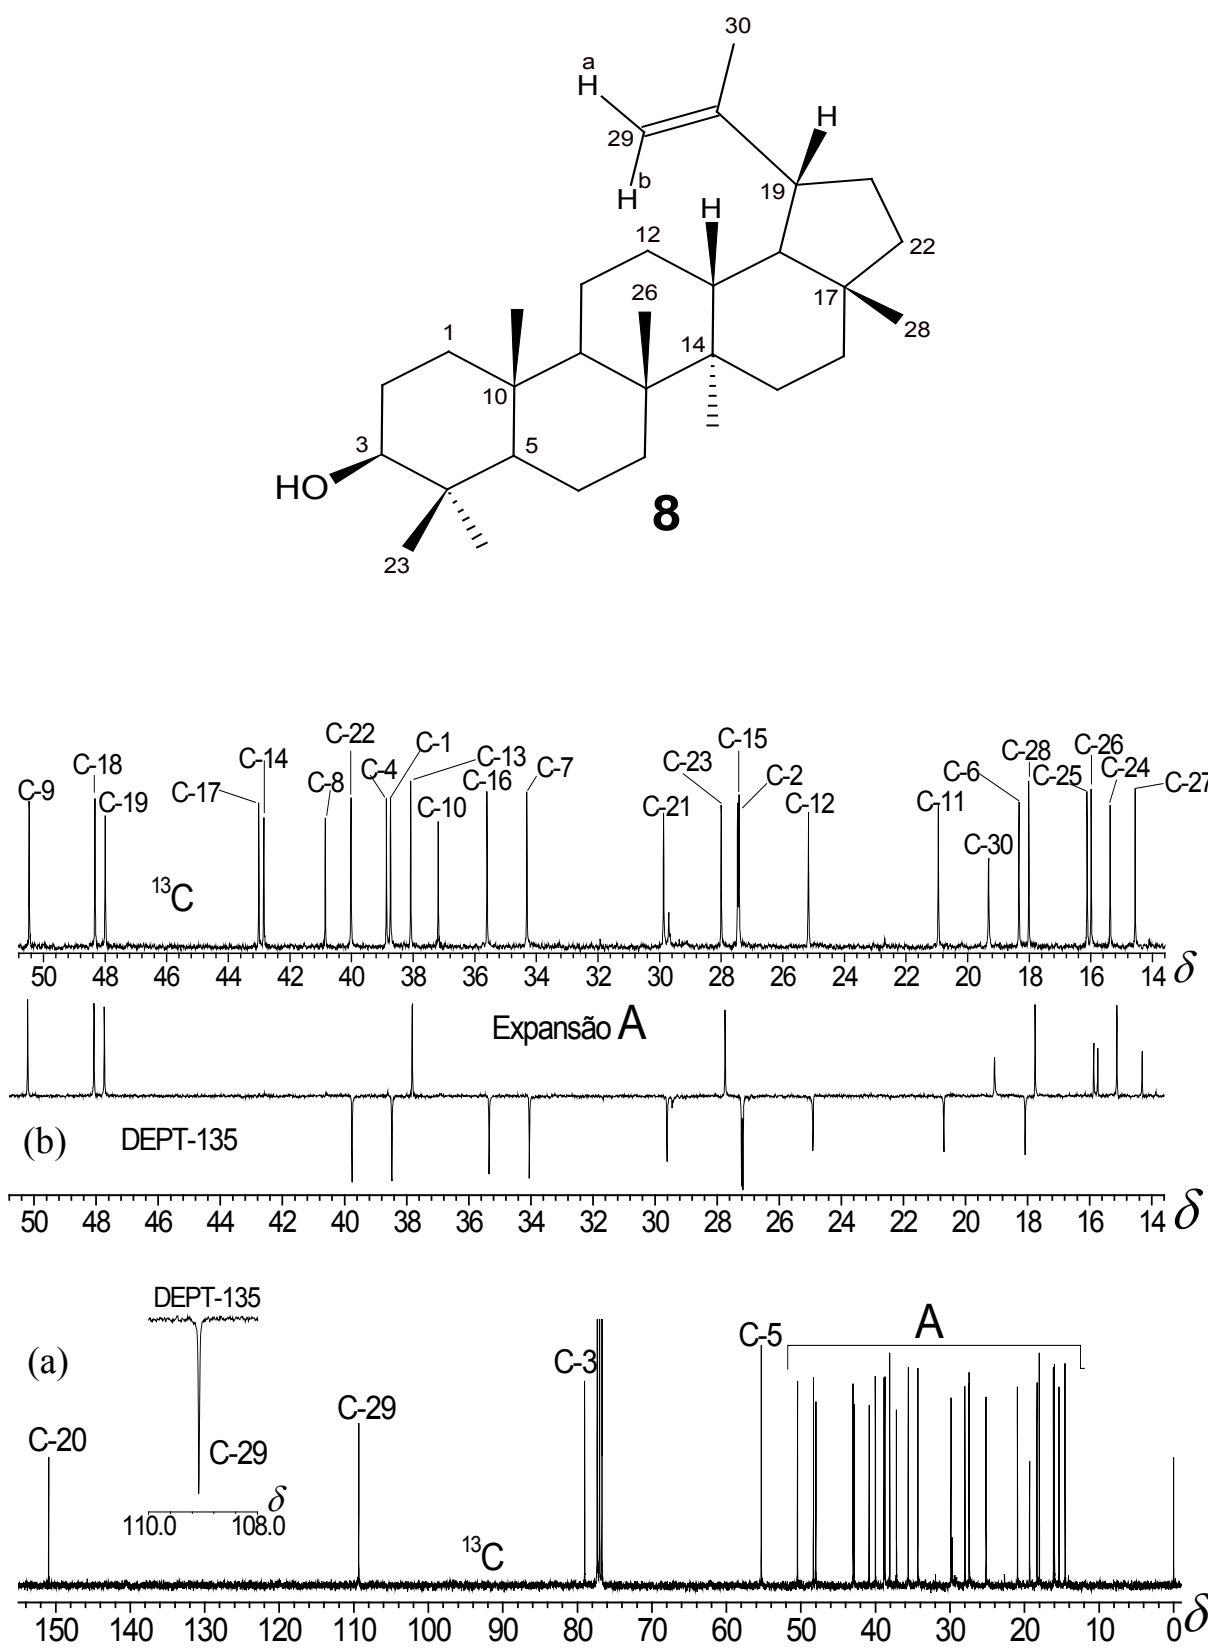 30
a
H
H
29
b
H
19
H
12
22
26
17
28
1
14
10
3
5
HO
8
23
C-22
C-15
C-26
C-14
C-1
C-28
C-18
C-4
C-13
C-23
C-6
C-24
C-9
C-8
C-16
C-7
C-2
C-25
C-27
C-19
C-17
C-10
C-21
C-12
C-11
C-30
13C
50 48 46 44 42 40 38 36 34 32 30 28 26 24 22 20 18 16 14 δ
Expansão A
(b) DEPT-135
50 48 46 44 42 40 38 36 34 32 30 28 26 24 22 20 18 16 14 δ
DEPT-135
A
C-5
(a)
C-3
C-29
C-20
C-29
δ
110.0 108.0
13C
150 140 130 120 110 100 90 80 70 60 50 40 30 20 10 0 δ